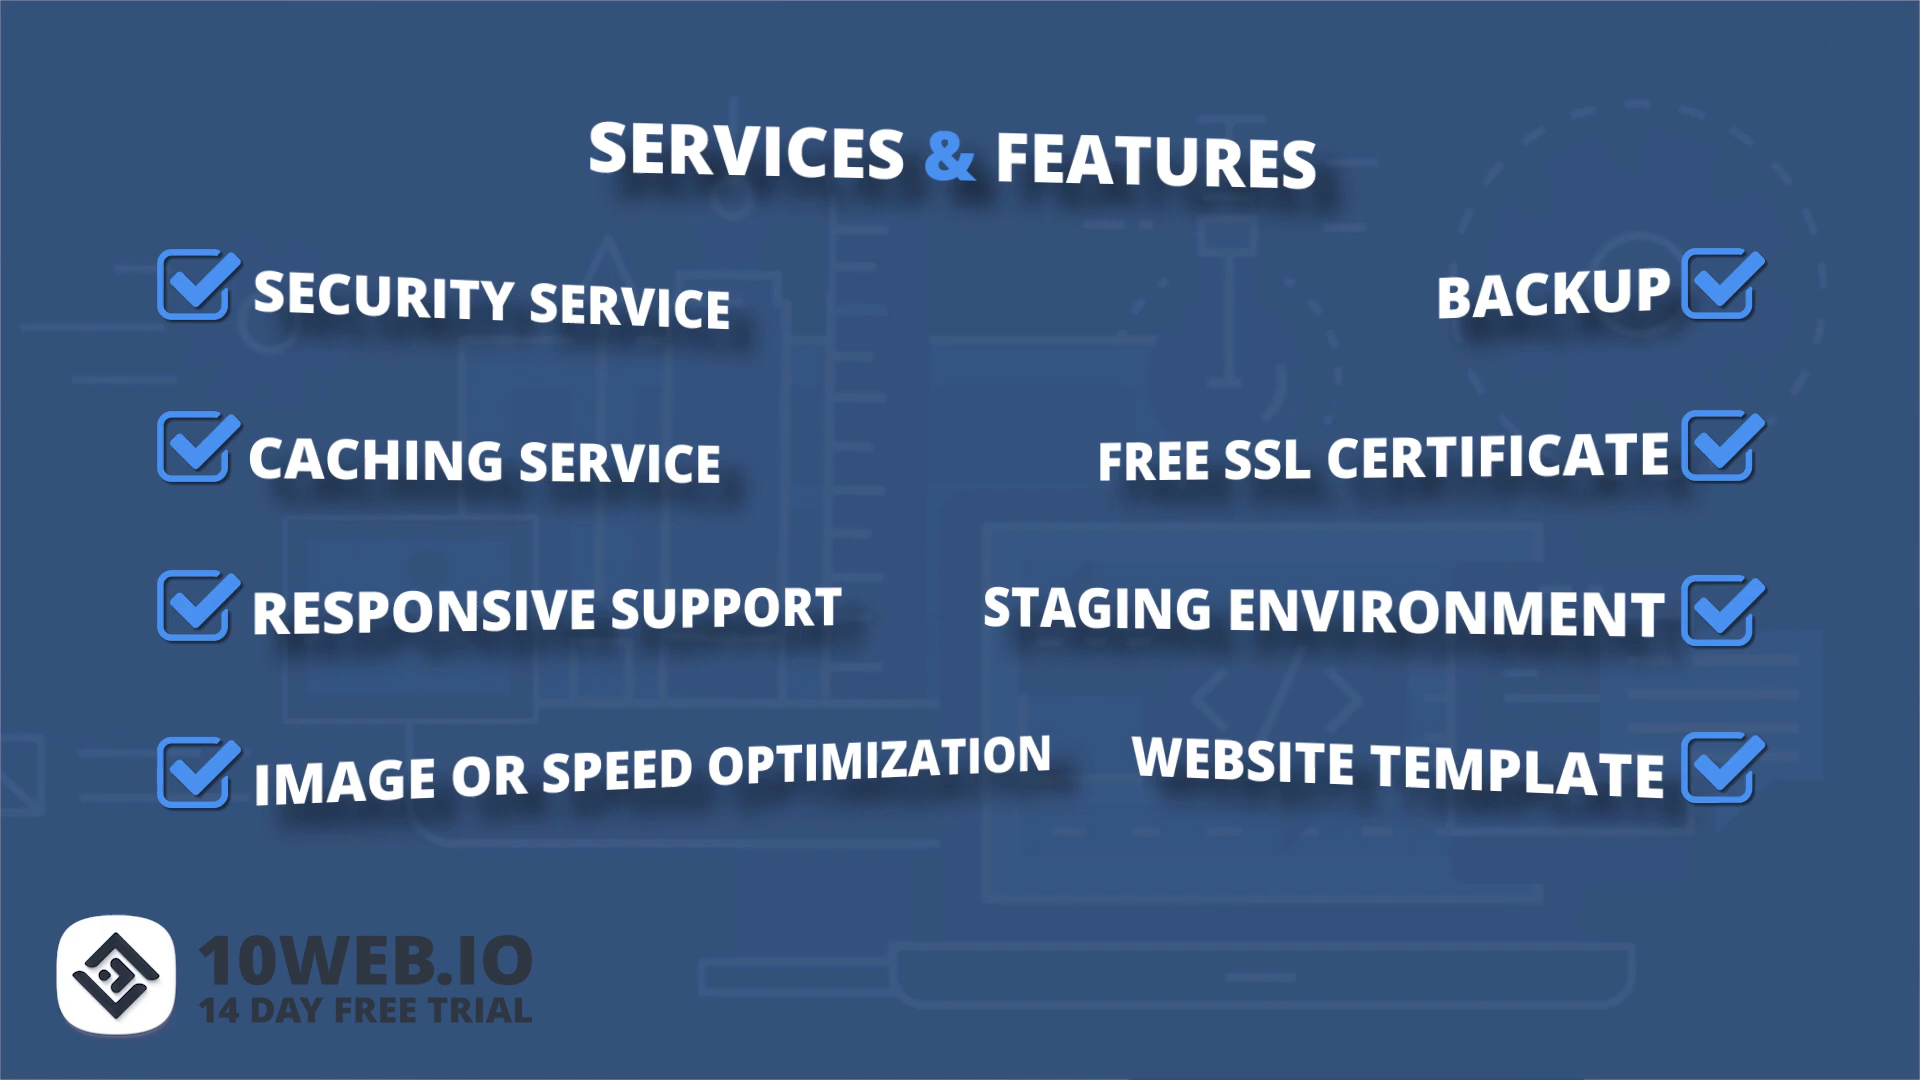 SERVICES & FEATURES
SECURITY SERVICE
CACHING SERVICE
RESPONSIVE SUPPORT
IMAGE OR SPEED OPTIMIZATION
BACKUP
FREE SSL CERTIFICATE
STAGING ENVIRONMENT
WEBSITE TEMPLATE
10WEB.IO
14 DAY FREE TRIAL